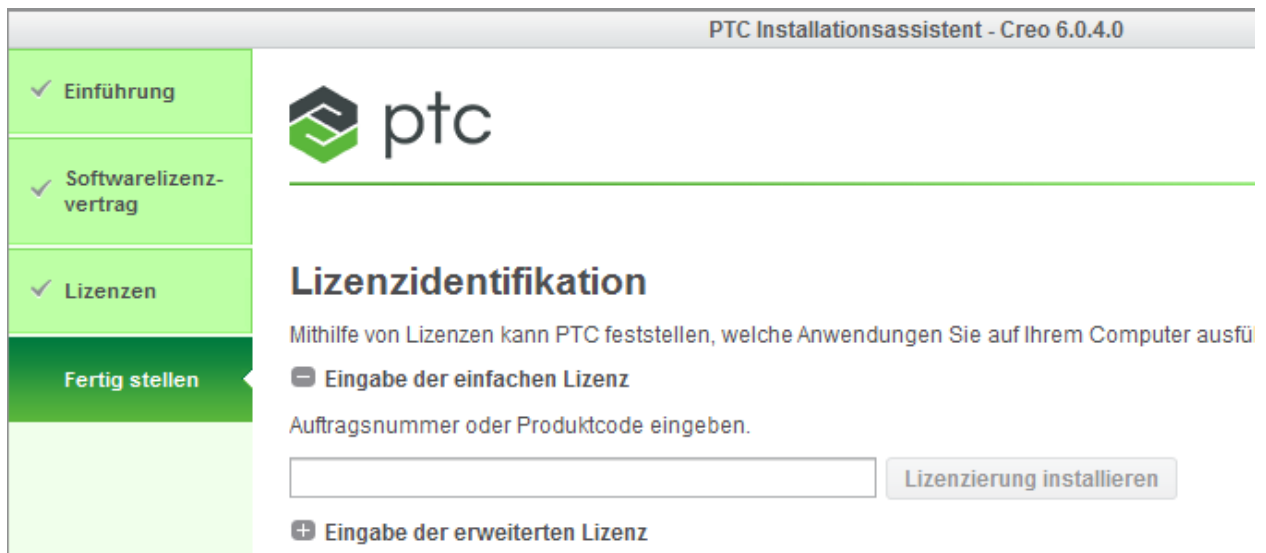 PTC Installationsassistent - Creo 6.0.4.0
Einführung
Softwarelizenz-
vertrag
Lizenzen
Fertig stellen
ptc
Lizenzidentifikation
Mithilfe von Lizenzen kann PTC feststellen, welche Anwendungen Sie auf Ihrem Computer
Eingabe der einfachen Lizenz
Auftragsnummer oder Produktcode eingeben.
Lizenzierung installieren
Eingabe der erweiterten Lizenz